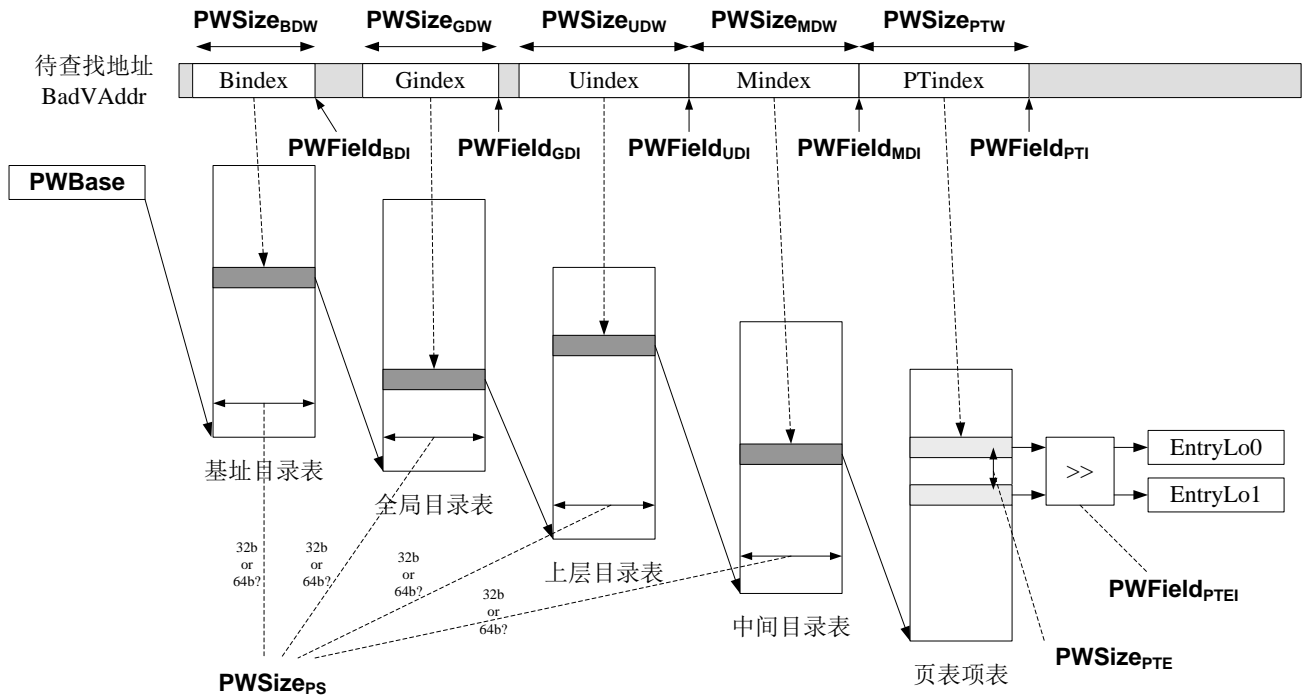 PWSizeBDW PWSizeGDW PWSizeUDW PWSizeMDW PWSizePTW
待查找地址
BadVAddr
Bindex Gindex Uindex Mindex PTindex
PWFieldBDI PWFieldGDI PWFieldUDI PWFieldMDI PWFieldPTI
PWBase
>>
EntryLo0
EntryLo1
基址目录表
全局目录表
上层目录表
中间目录表
页表项表
32b
or
64b?
32b
or
64b?
32b
or
64b?
32b
or
64b?
PWFieldPTEI
PWSizePTE
PWSizePS